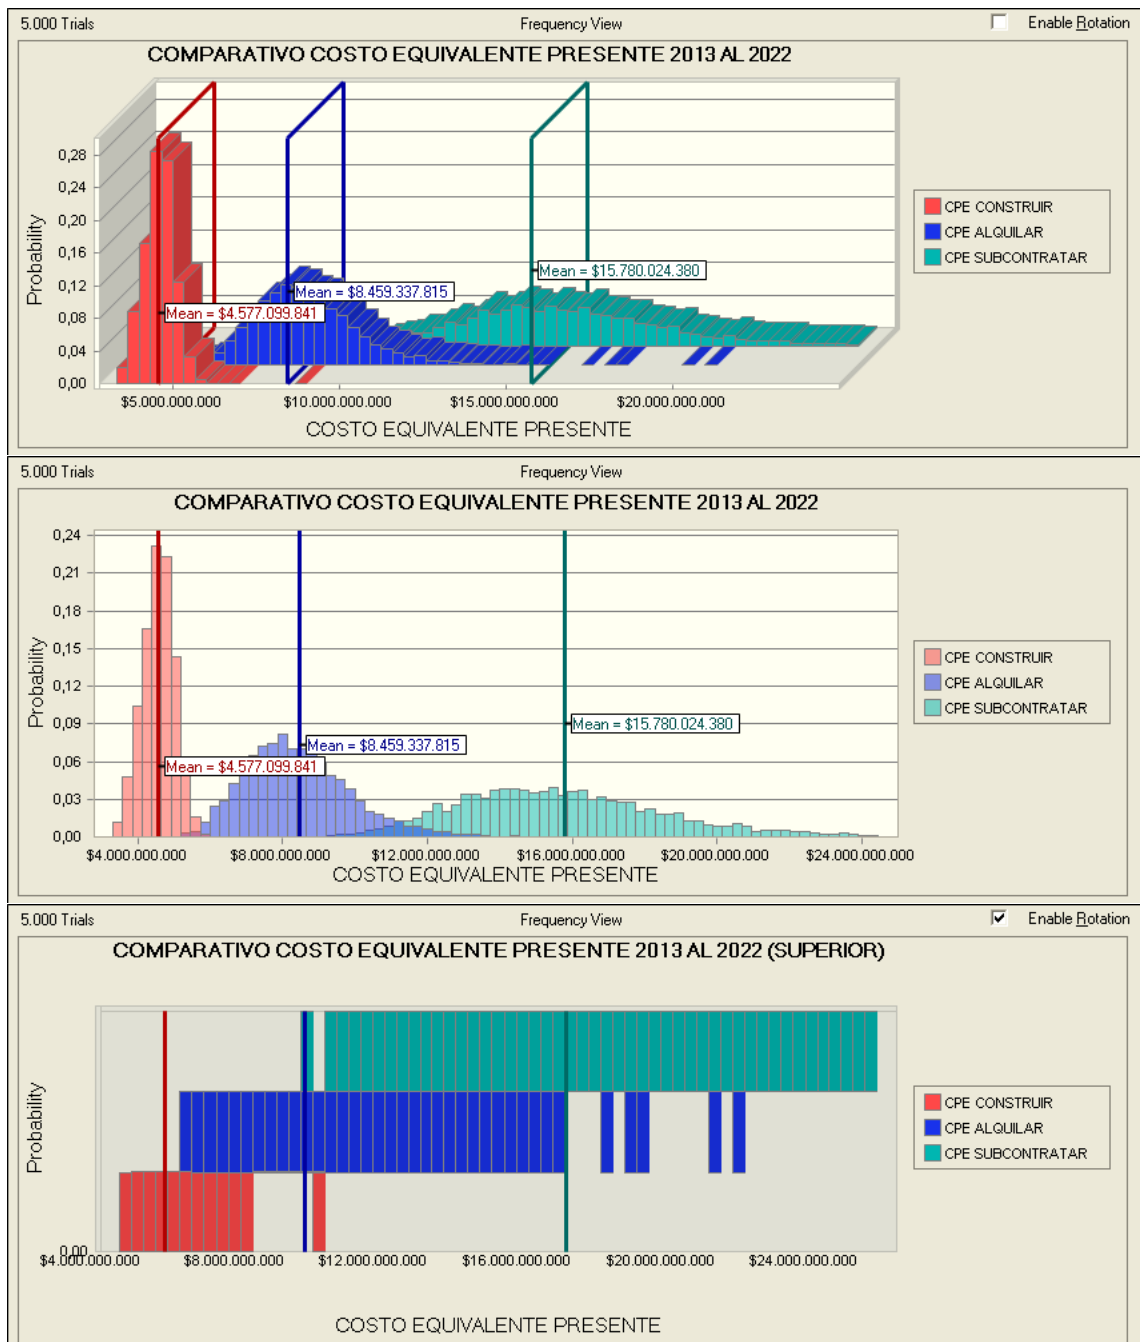 5.000 Trials Frequency View Enable Rotation
COMPARATIVO COSTO EQUIVALENTE PRESENTE 2013 AL 2022
0,28
0,24
0,20
0,16
0,12
0,08
0,04
0,00
Probability
Mean = $15.780.024.380
Mean = $8.459.337.815
Mean = $4.577.099.841
CPE CONSTRUIR
CPE ALQUILAR
CPE SUBCONTRATAR
$5.000.000.000 $10.000.000.000 $15.000.000.000 $20.000.000.000
COSTO EQUIVALENTE PRESENTE
5.000 Trials Frequency View
COMPARATIVO COSTO EQUIVALENTE PRESENTE 2013 AL 2022
0,24
0,21
0,18
0,15
0,12
0,09
0,06
0,03
0,00
Probability
Mean = $15.780.024.380
Mean = $8.459.337.815
Mean = $4.577.099.841
CPE CONSTRUIR
CPE ALQUILAR
CPE SUBCONTRATAR
$4.000.000.000 $8.000.000.000 $12.000.000.000 $16.000.000.000 $20.000.000.000 $24.000.000.000
COSTO EQUIVALENTE PRESENTE
5.000 Trials Frequency View Enable Rotation
COMPARATIVO COSTO EQUIVALENTE PRESENTE 2013 AL 2022 (SUPERIOR)
Probability
CPE CONSTRUIR
CPE ALQUILAR
CPE SUBCONTRATAR
0,00
$4.000.000.000 $8.000.000.000 $12.000.000.000 $16.000.000.000 $20.000.000.000 $24.000.000.000
COSTO EQUIVALENTE PRESENTE